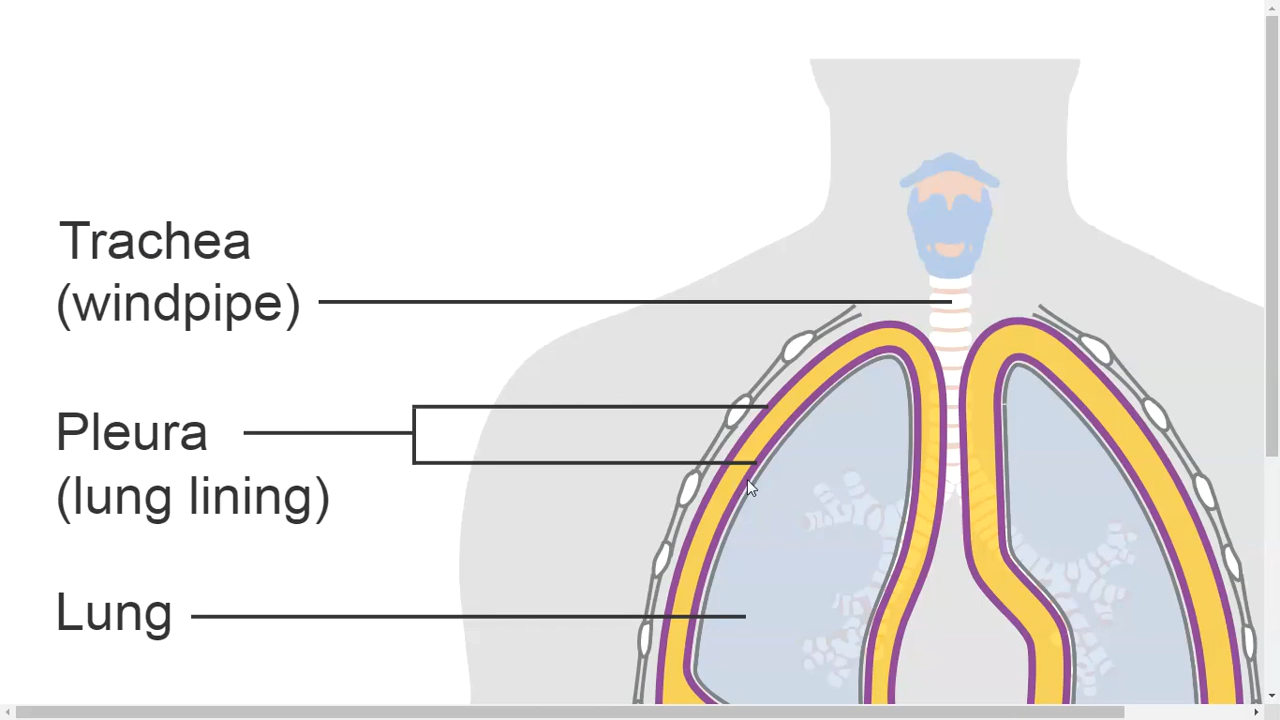 Trachea
(windpipe)
Pleura
(lung lining)
Lung